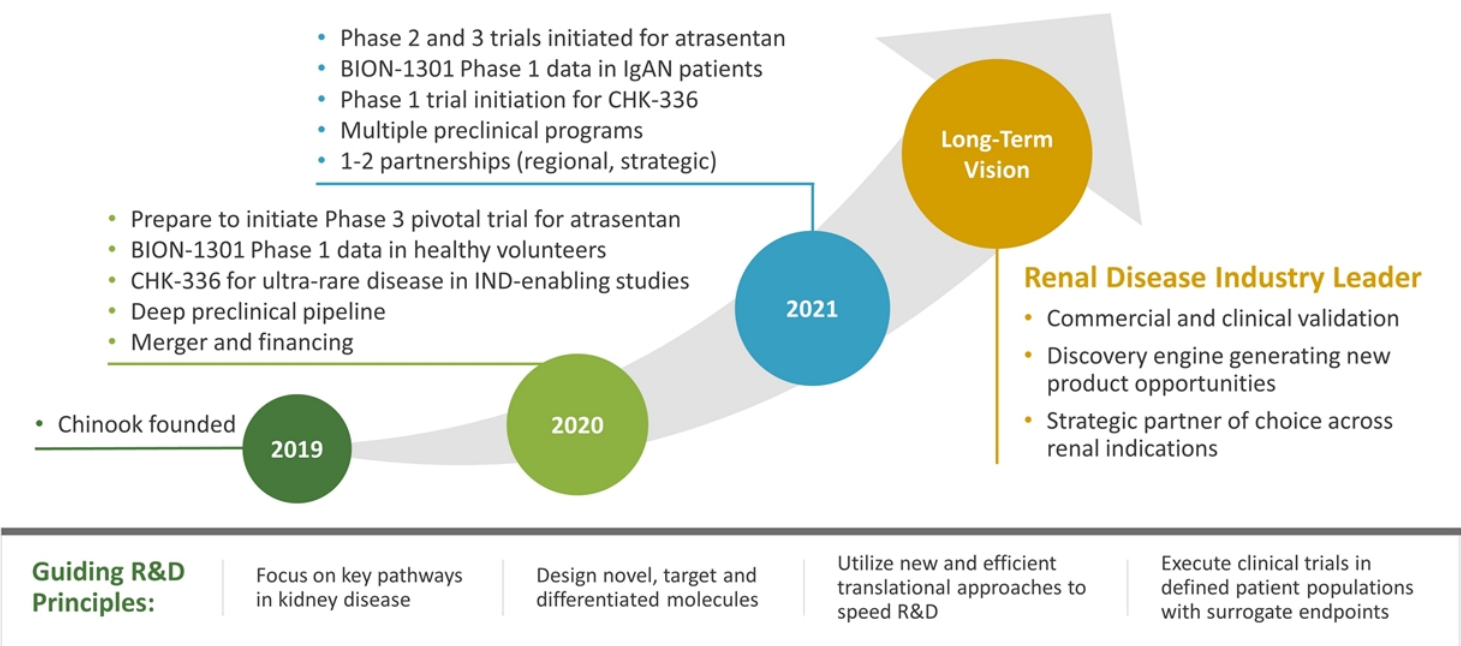 • Phase 2 and 3 trials initiated for atrasentan
• BION-1301 Phase 1 data in IgAN patients
• Phase 1 trial initiation for CHK-336
• Multiple preclinical programs
• 1-2 partnerships (regional, strategic)
Long-Term
Vision
• Prepare to initiate Phase 3 pivotal trial for atrasentan
• BION-1301 Phase 1 data in healthy volunteers
• CHK-336 for ultra-rare disease in IND-enabling studies
• Deep preclinical pipeline
• Merger and financing
2021
Renal Disease Industry Leader
• Commercial and clinical validation
• Discovery engine generating new
product opportunities
• Strategic partner of choice across
renal indications
• Chinook founded
2019
2020
Guiding R&D
Principles:
Focus on key pathways
in kidney disease
Design novel, target and
differentiated molecules
Utilize new and efficient
translational approaches to
speed R&D
Execute clinical trials in
defined patient populations
with surrogate endpoints